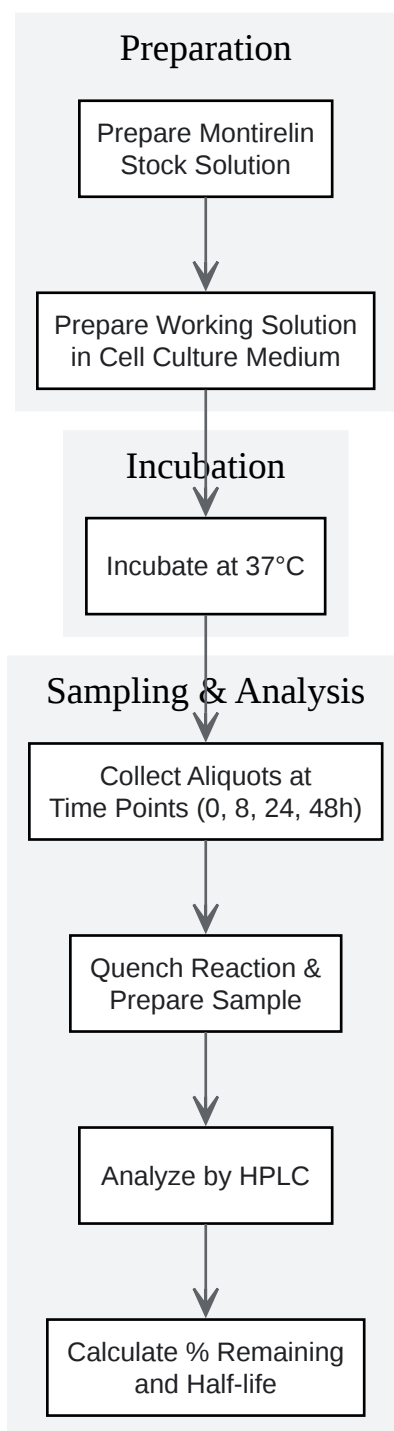 Preparation
Prepare Montirelin
Stock Solution
Prepare Working Solution
in Cell Culture Medium
Incubation
Incubate at 37°C
Sampling & Analysis
Collect Aliquots at
Time Points (0, 8, 24, 48h)
Quench Reaction &
Prepare Sample
Analyze by HPLC
Calculate % Remaining
and Half-life